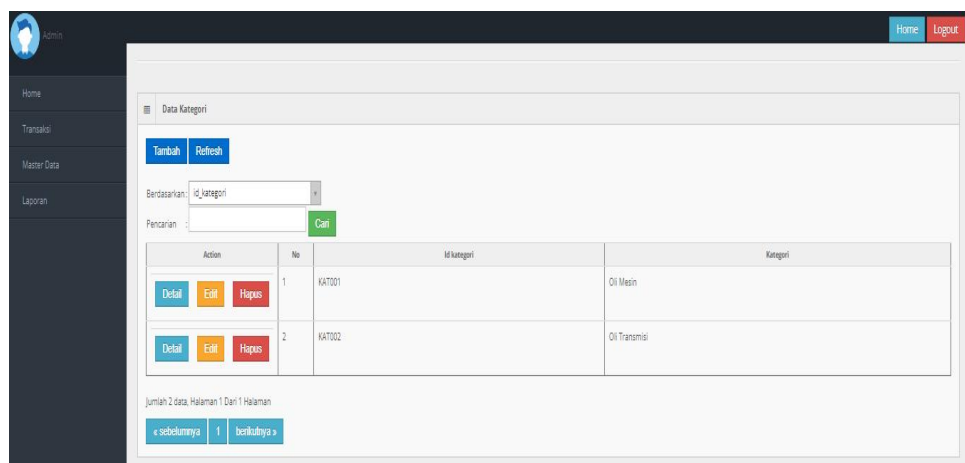 Admin
Home Logout
Home
Transaksi
Master Data
Laporan
Data Kategori
Tambah Refresh
Berdasarkan : id_kategori
Pencarian : Cari
Action No Id kategori Kategori
Detail Edit Hapus 1 KAT001 Oli Mesin
Detail Edit Hapus 2 KAT002 Oli Transmisi
Jumlah 2 data, Halaman 1 Dari 1 Halaman
« sebelumnya 1 berikutnya »